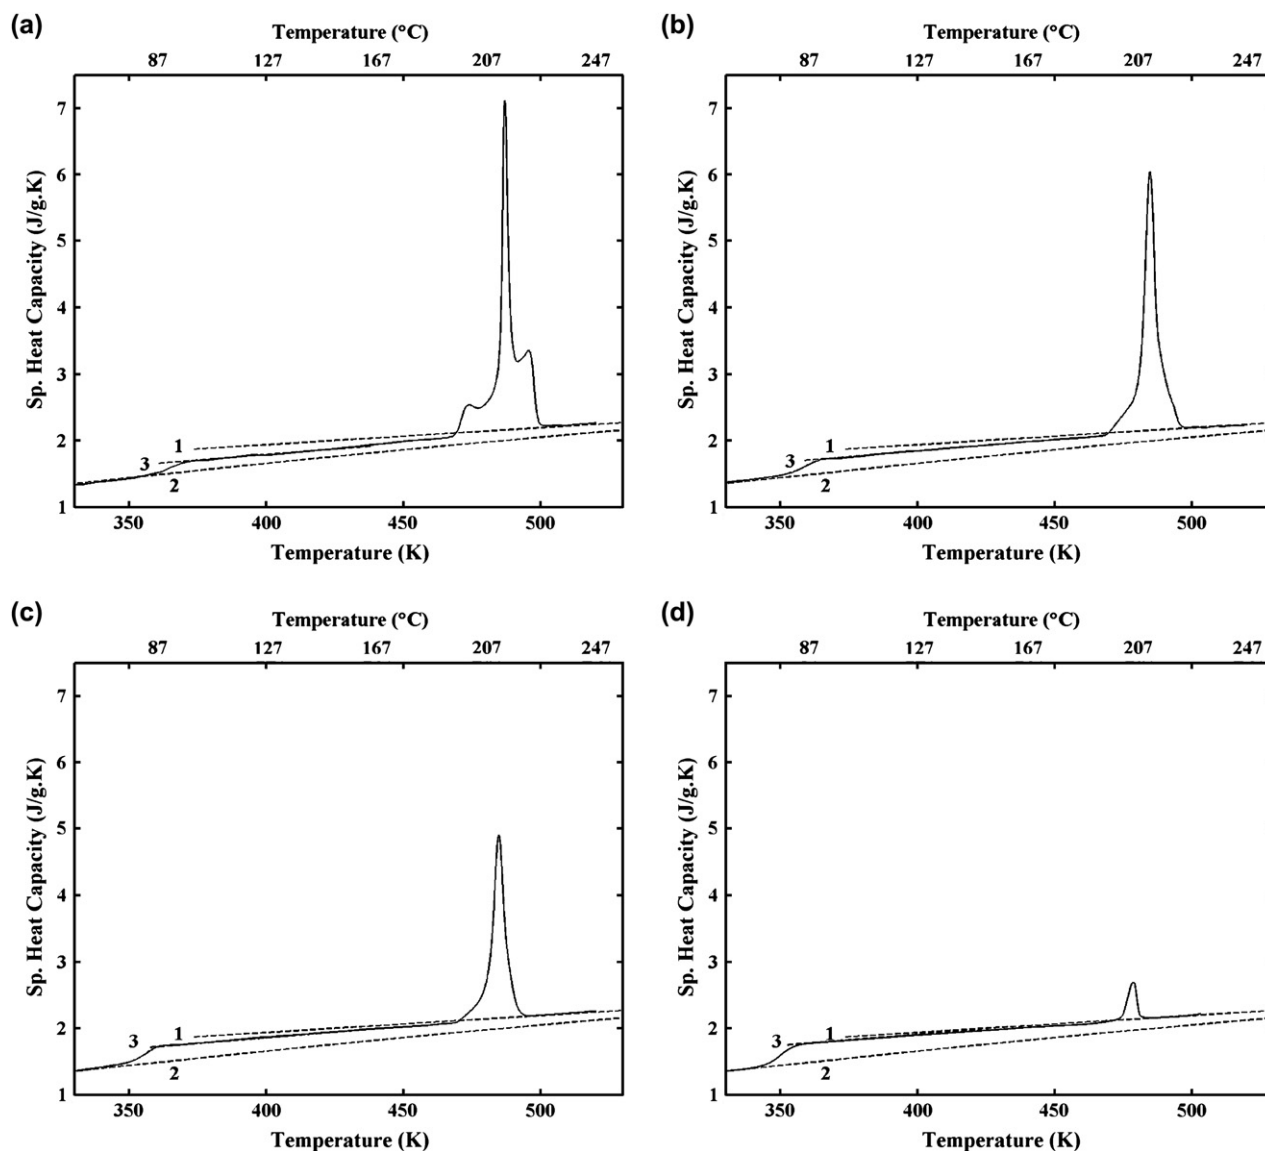 (a)
Temperature (°C)
87 127 167 207 247
Sp. Heat Capacity (J/g.K)
7
6
5
4
3
2
1
1
3
2
350 400 450 500
Temperature (K)
(b)
Temperature (°C)
87 127 167 207 247
Sp. Heat Capacity (J/g.K)
7
6
5
4
3
2
1
1
3
2
350 400 450 500
Temperature (K)
(c)
Temperature (°C)
87 127 167 207 247
Sp. Heat Capacity (J/g.K)
7
6
5
4
3
2
1
3 1
2
350 400 450 500
Temperature (K)
(d)
Temperature (°C)
87 127 167 207 247
Sp. Heat Capacity (J/g.K)
7
6
5
4
3
2
1
3 1
2
350 400 450 500
Temperature (K)